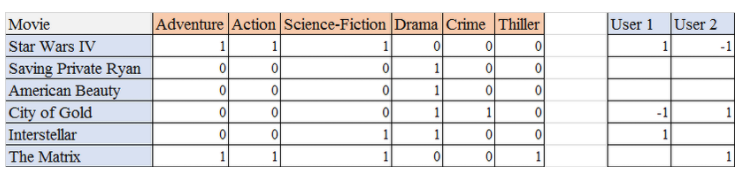 Movie Adventure Action Science-Fiction Drama Crime Thiller User 1 User 2
Star Wars IV 1 1 1 0 0 0 1 -1
Saving Private Ryan 0 0 0 1 0 0
American Beauty 0 0 0 1 0 0
City of Gold 0 0 0 1 1 0 -1 1
Interstellar 0 0 1 1 0 0 1
The Matrix 1 1 1 0 0 1 1